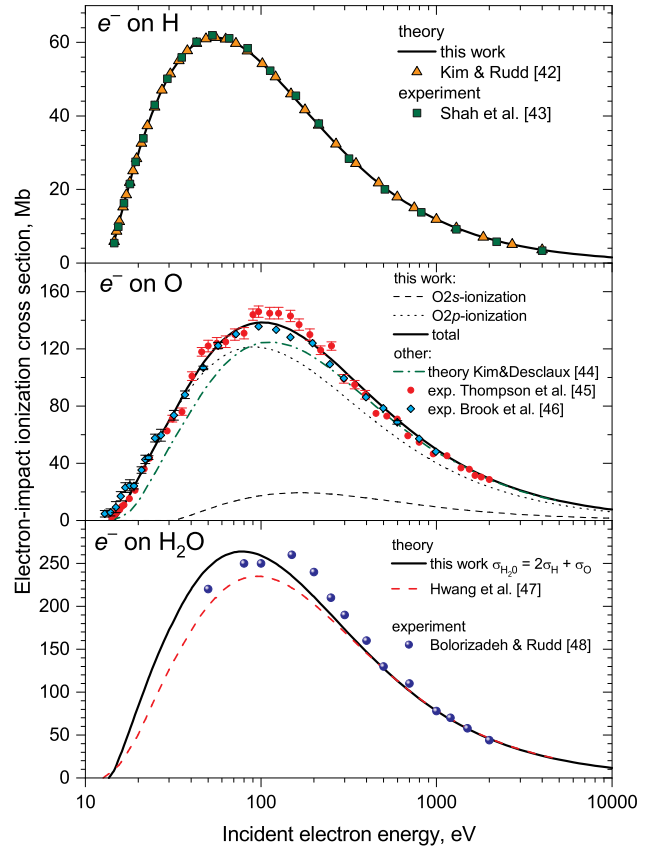 e⁻ on H
theory
this work
Kim & Rudd [42]
experiment
Shah et al. [43]
60
40
20
0
e⁻ on O
this work:
O2s-ionization
O2p-ionization
total
other:
theory Kim&Desclaux [44]
exp. Thompson et al. [45]
exp. Brook et al. [46]
160
120
80
40
0
Electron-impact ionization cross section, Mb
e⁻ on H₂O
theory
this work σ_H₂0 = 2σ_H + σ_O
Hwang et al. [47]
experiment
Bolorizadeh & Rudd [48]
250
200
150
100
50
0
10 100 1000 10000
Incident electron energy, eV